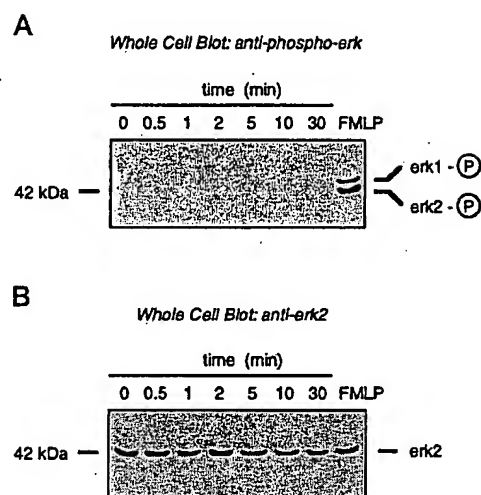 A
Whole Cell Blot: anti-phospho-erk
time (min)
0 0.5 1 2 5 10 30 FMLP
erk1 - P
42 kDa
erk2 - P
B
Whole Cell Blot: anti-erk2
time (min)
0 0.5 1 2 5 10 30 FMLP
42 kDa
erk2